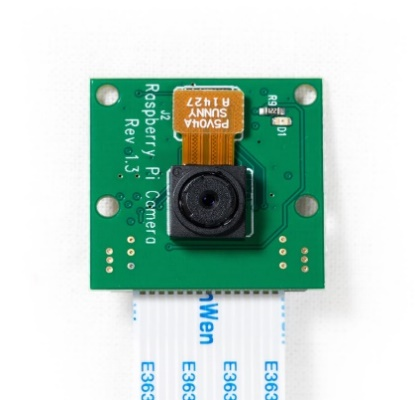 Raspberry Pi Camera
Rev 1.3
J2
P5V04A
SUNNY
A1427
R9
D1
nWen
E363
E363
E363
E363